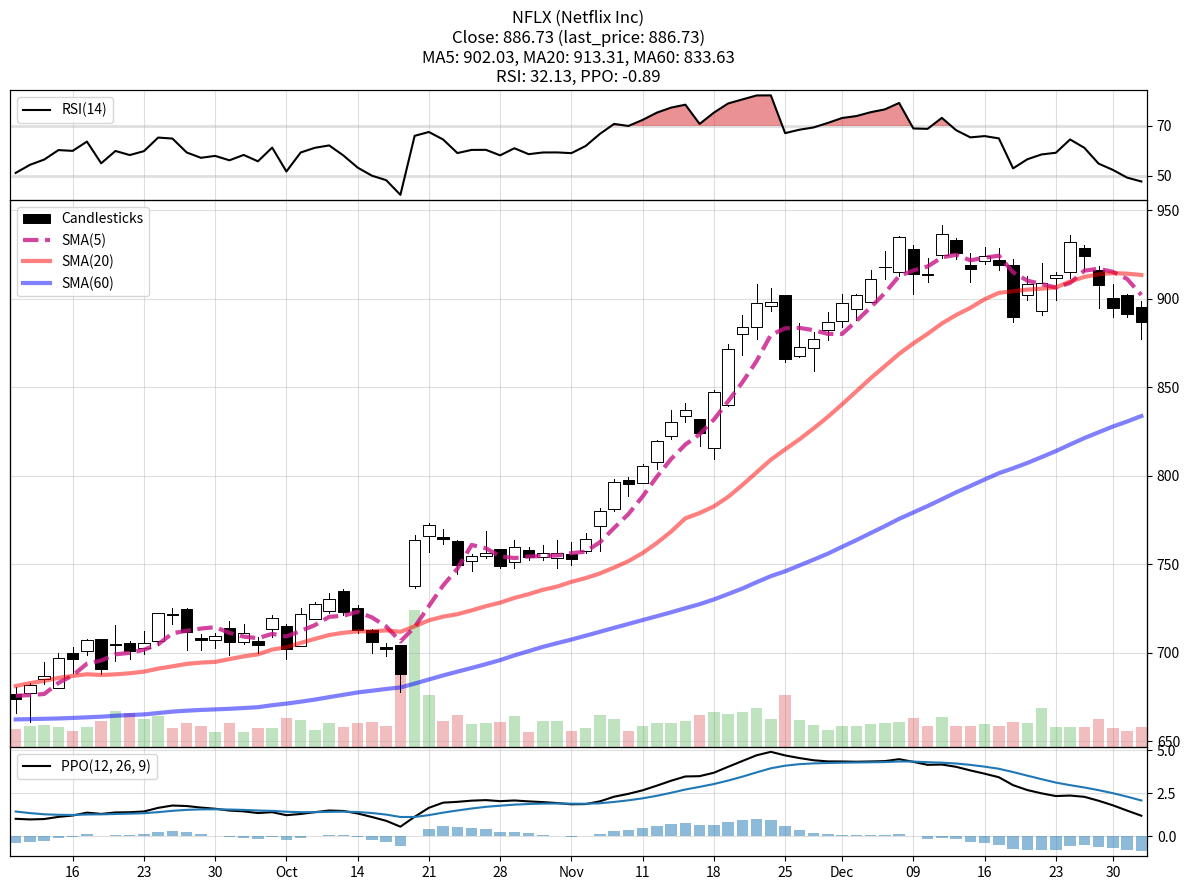 NFLX (Netflix Inc)
Close: 886.73 (last_price: 886.73)
MA5: 902.03, MA20: 913.31, MA60: 833.63
RSI: 32.13, PPO: -0.89
RSI(14)
70
50
Candlesticks
SMA(5)
SMA(20)
SMA(60)
950
900
850
800
750
700
650
PPO(12, 26, 9)
5.0
2.5
0.0
16 23 30 Oct 14 21 28 Nov 11 18 25 Dec 09 16 23 30